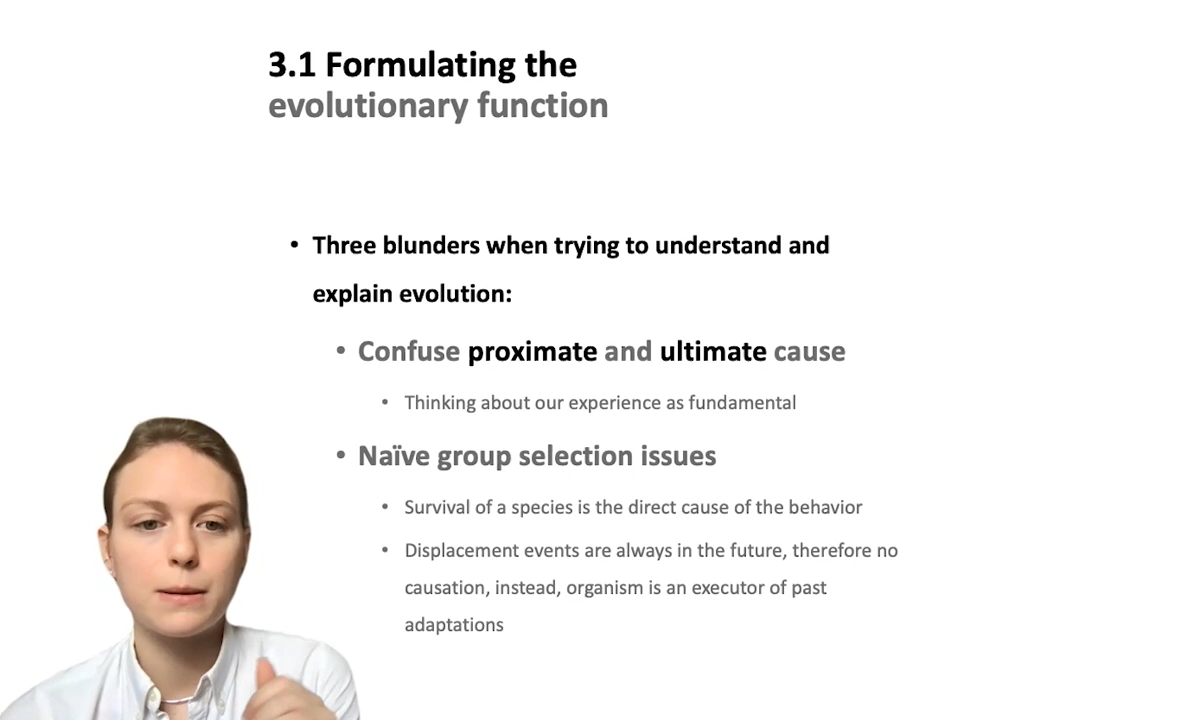 3.1 Formulating the
evolutionary function
• Three blunders when trying to understand and
explain evolution:
• Confuse proximate and ultimate cause
• Thinking about our experience as fundamental
• Naïve group selection issues
• Survival of a species is the direct cause of the behavior
• Displacement events are always in the future, therefore no
causation, instead, organism is an executor of past
adaptations